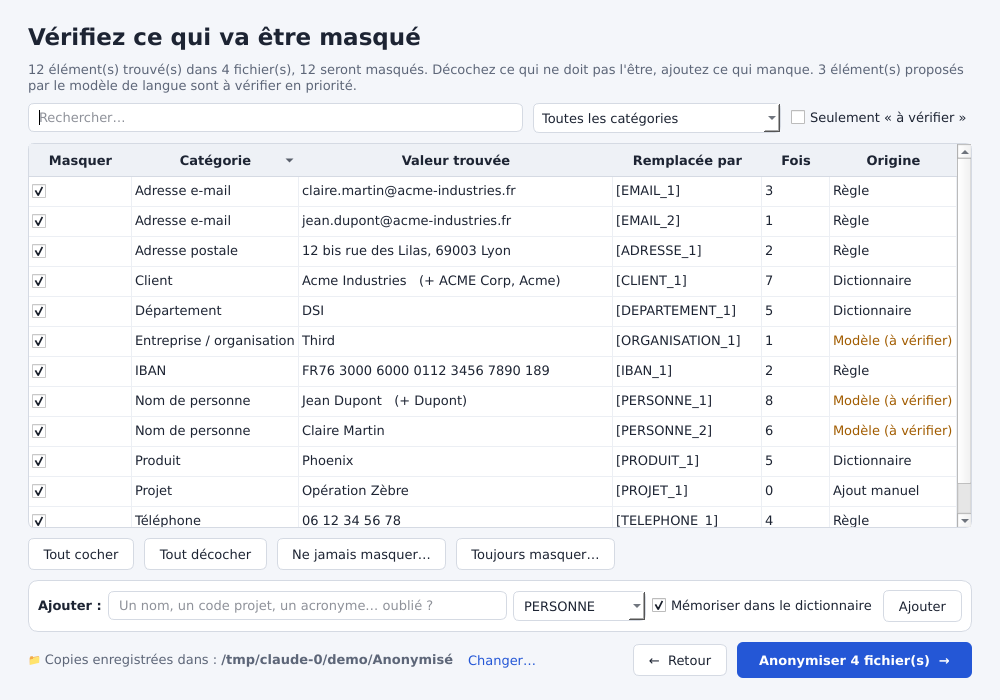 Vérifiez ce qui va être masqué
12 élément(s) trouvé(s) dans 4 fichier(s), 12 seront masqués. Décochez ce qui ne doit pas l'être, ajoutez ce qui manque. 3 élément(s) proposés
par le modèle de langue sont à vérifier en priorité.
Rechercher… Toutes les catégories Seulement « à vérifier »
Masquer Catégorie Valeur trouvée Remplacée par Fois Origine
Adresse e-mail claire.martin@acme-industries.fr [EMAIL_1] 3 Règle
Adresse e-mail jean.dupont@acme-industries.fr [EMAIL_2] 1 Règle
Adresse postale 12 bis rue des Lilas, 69003 Lyon [ADRESSE_1] 2 Règle
Client Acme Industries (+ ACME Corp, Acme) [CLIENT_1] 7 Dictionnaire
Département DSI [DEPARTEMENT_1] 5 Dictionnaire
Entreprise / organisation Third [ORGANISATION_1] 1 Modèle (à vérifier)
IBAN FR76 3000 6000 0112 3456 7890 189 [IBAN_1] 2 Règle
Nom de personne Jean Dupont (+ Dupont) [PERSONNE_1] 8 Modèle (à vérifier)
Nom de personne Claire Martin [PERSONNE_2] 6 Modèle (à vérifier)
Produit Phoenix [PRODUIT_1] 5 Dictionnaire
Projet Opération Zèbre [PROJET_1] 0 Ajout manuel
Téléphone 06 12 34 56 78 [TELEPHONE_1] 4 Règle
Tout cocher Tout décocher Ne jamais masquer… Toujours masquer…
Ajouter : Un nom, un code projet, un acronyme… oublié ? PERSONNE Mémoriser dans le dictionnaire Ajouter
Copies enregistrées dans : /tmp/claude-0/demo/Anonymisé Changer… ← Retour Anonymiser 4 fichier(s) →